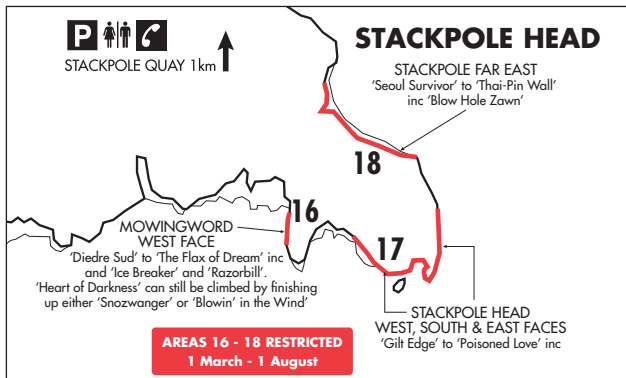 P
STACKPOLE QUAY 1km
STACKPOLE HEAD
STACKPOLE FAR EAST
‘Seoul Survivor’ to ‘Thai-Pin Wall’
inc ‘Blow Hole Zawn’
18
16
MOWINGWORD
WEST FACE
‘Diedre Sud’ to ‘The Flax of Dream’ inc
and ‘Ice Breaker’ and ‘Razorbill’.
‘Heart of Darkness’ can still be climbed by finishing
up either ‘Snozwanger’ or ‘Blowin’ in the Wind’
17
STACKPOLE HEAD
WEST, SOUTH & EAST FACES
‘Gilt Edge’ to ‘Poisoned Love’ inc
AREAS 16 - 18 RESTRICTED
1 March - 1 August